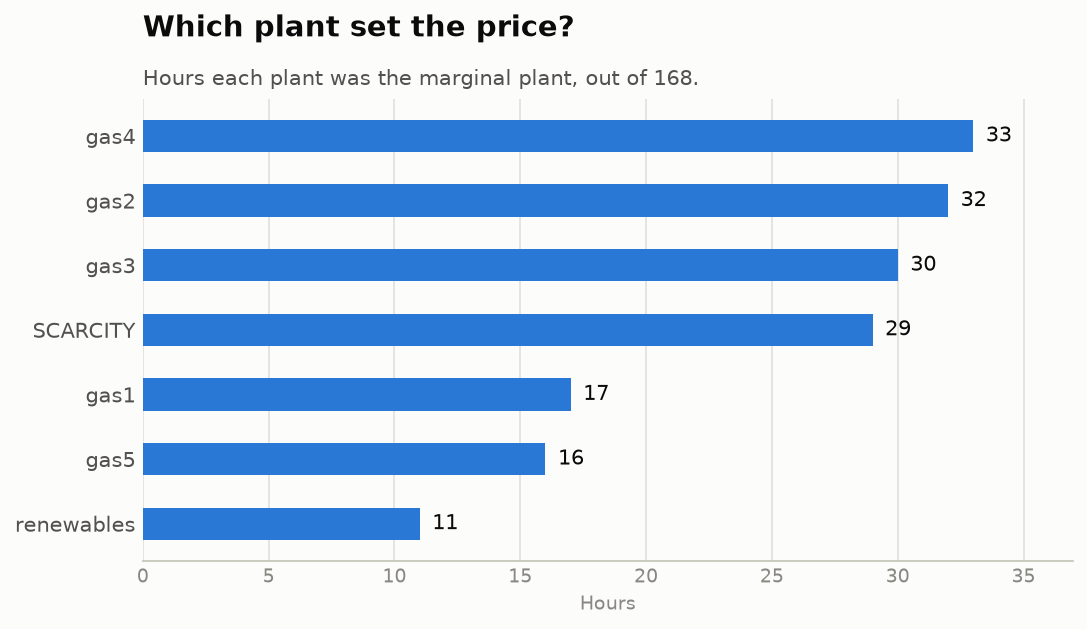 Which plant set the price?
Hours each plant was the marginal plant, out of 168.
gas4 33
gas2 32
gas3 30
SCARCITY 29
gas1 17
gas5 16
renewables 11
0 5 10 15 20 25 30 35
Hours